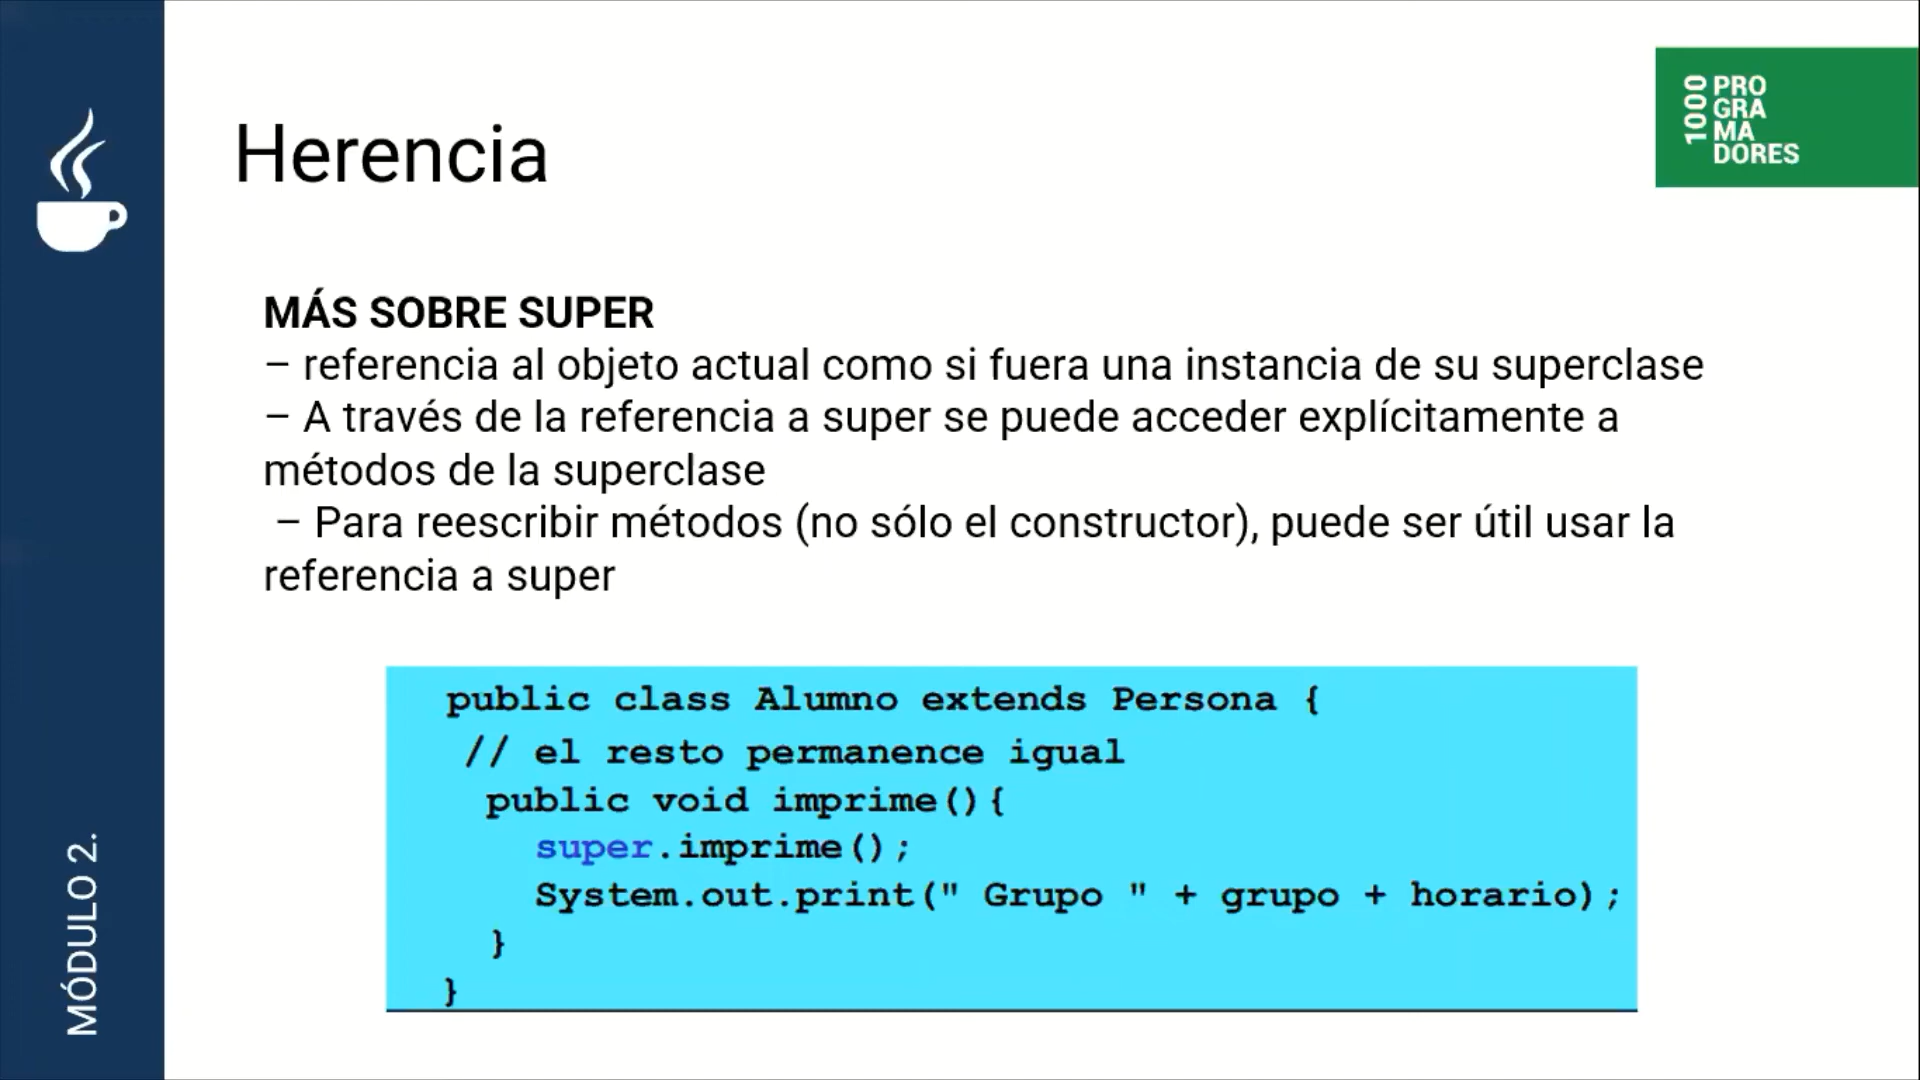 1000
PRO
GRA
MA
DORES
Herencia
MÁS SOBRE SUPER
– referencia al objeto actual como si fuera una instancia de su superclase
– A través de la referencia a super se puede acceder explícitamente a
métodos de la superclase
– Para reescribir métodos (no sólo el constructor), puede ser útil usar la
referencia a super
public class Alumno extends Persona {
// el resto permanence igual
public void imprime(){
super.imprime();
System.out.print(" Grupo " + grupo + horario);
}
}
MÓDULO 2.